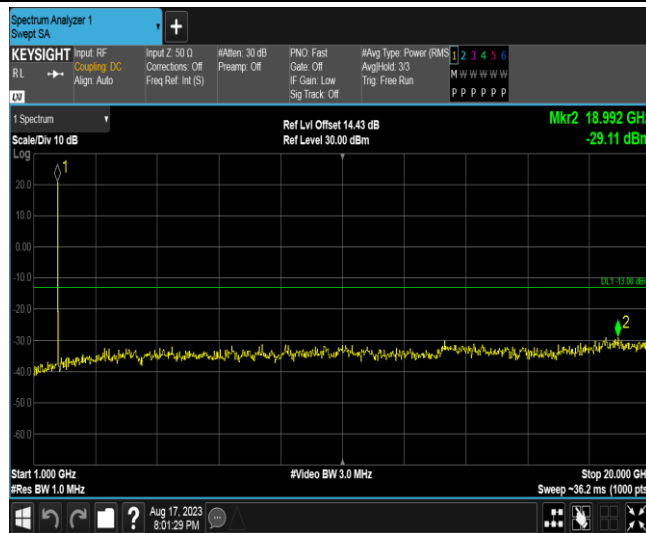 Spectrum Analyzer 1
Swept SA
KEYSIGHT
RL
LXI
Input: RF
Coupling: DC
Align: Auto
Input Z: 50 Ω
Corrections: Off
Freq Ref: Int (S)
#Atten: 30 dB
Preamp: Off
PNO: Fast
Gate: Off
IF Gain: Low
Sig Track: Off
#Avg Type: Power (RMS
Avg|Hold: 3/3
Trig: Free Run
1 2 3 4 5 6
M W W W W W
P P P P P P
1 Spectrum
Scale/Div 10 dB
Ref Lvl Offset 14.43 dB
Ref Level 30.00 dBm
Mkr2 18.992 GHz
-29.11 dBm
Log
1
20.0
10.0
0.00
-10.0
DL1 -13.00 dBm
-20.0
2
-30.0
-40.0
-50.0
-60.0
Start 1.000 GHz
#Res BW 1.0 MHz
#Video BW 3.0 MHz
Stop 20.000 GHz
Sweep ~36.2 ms (1000 pts)
?
Aug 17, 2023
8:01:29 PM